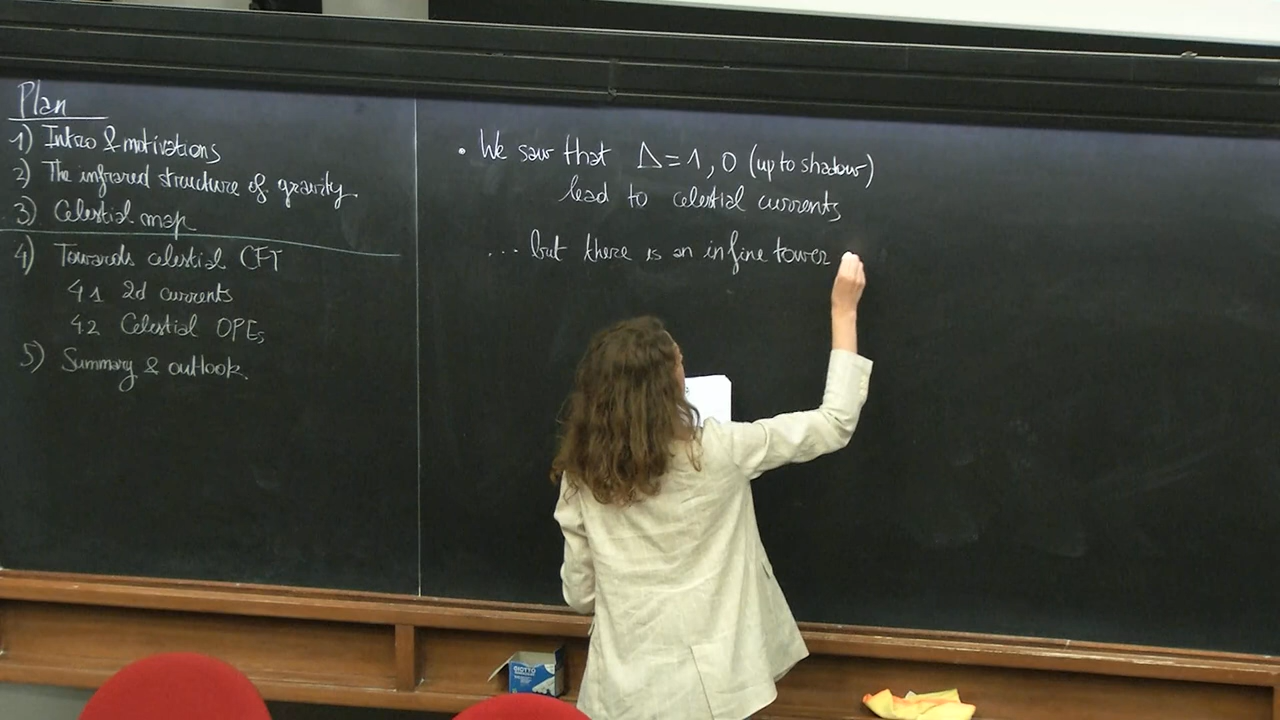 Plan
1) Intro & motivations
2) The infrared structure of gravity
3) Celestial map
4) Towards celestial CFT
4.1 2d currents
4.2 Celestial OPEs
5) Summary & outlook.
• We saw that Δ = 1, 0 (up to shadow)
lead to celestial currents
... but there is an infine tower
GIOTTO